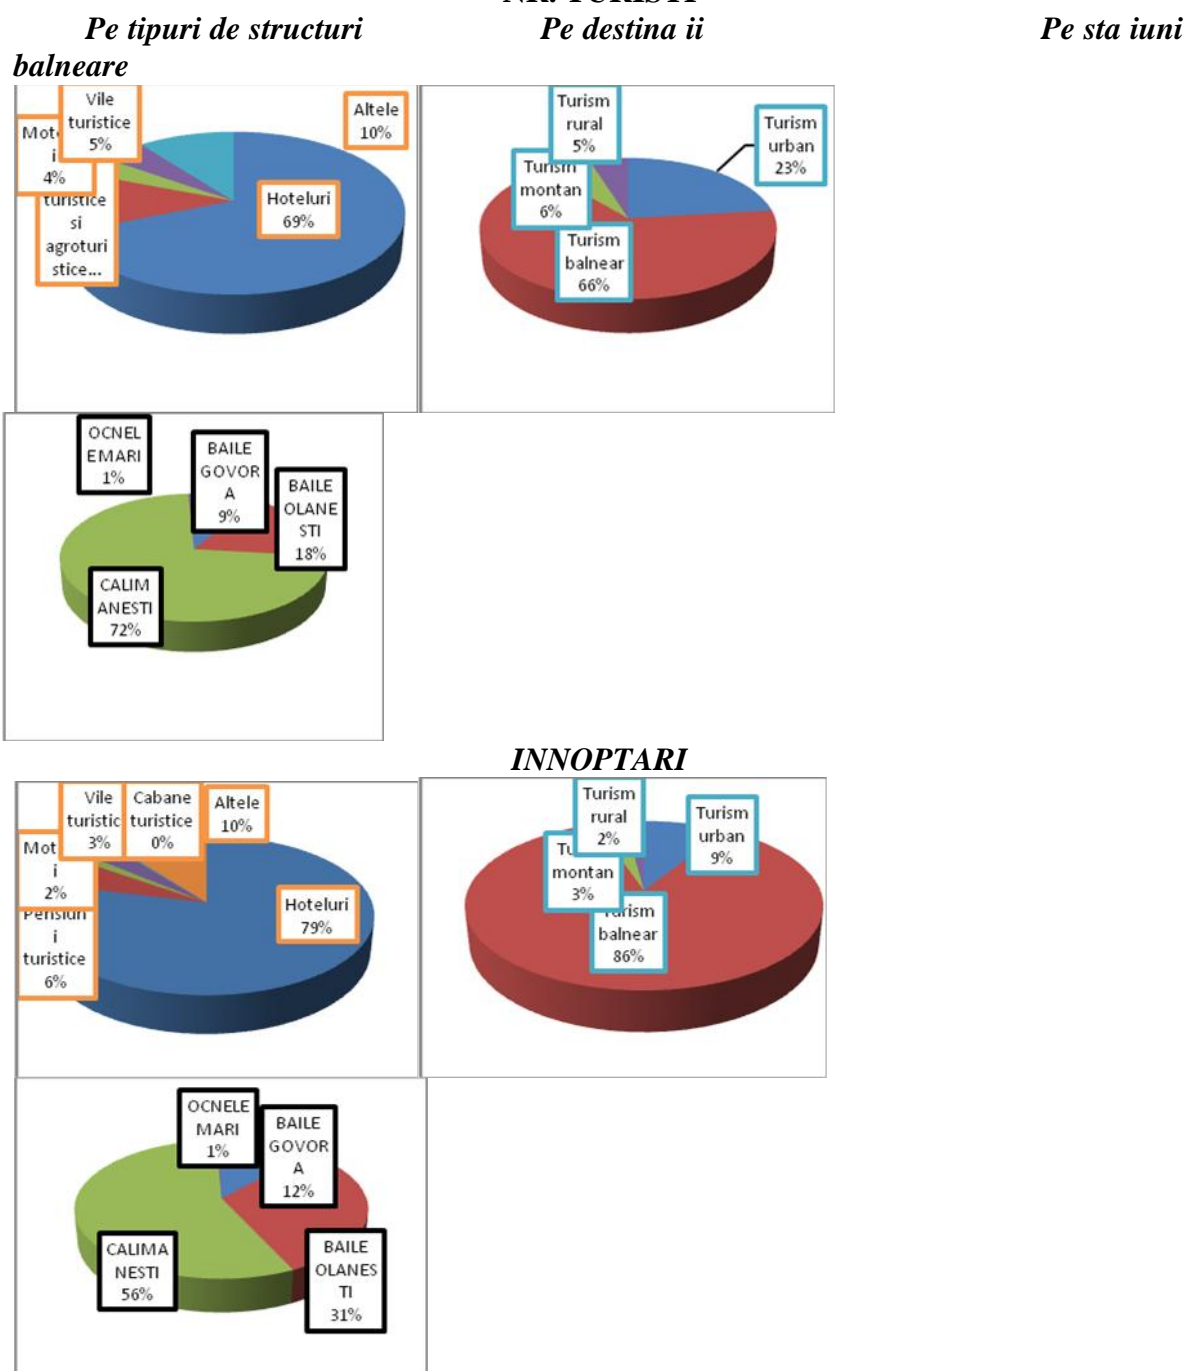 Pe tipuri de structuri Pe destina ii Pe sta iuni
balneare
Vile
turistice
5%
Altele
10%
i
4%
Hoteluri
69%
turistice
si
agroturi
stice...
Turism
rural
5%
Turism
urban
23%
Turism
montan
6%
Turism
balnear
66%
OCNEL
EMARI
1%
BAILE
GOVOR
A
9%
BAILE
OLANE
STI
18%
CALIM
ANESTI
72%
INNOPTARI
Vile
turistic
3%
Cabane
turistice
0%
Altele
10%
Mot
i
2%
Hoteluri
79%
Pensiun
i
turistice
6%
Turism
rural
2%
Turism
urban
9%
montan
3%
balnear
86%
OCNELE
MARI
1%
BAILE
GOVOR
A
12%
CALIMA
NESTI
56%
BAILE
OLANES
TI
31%